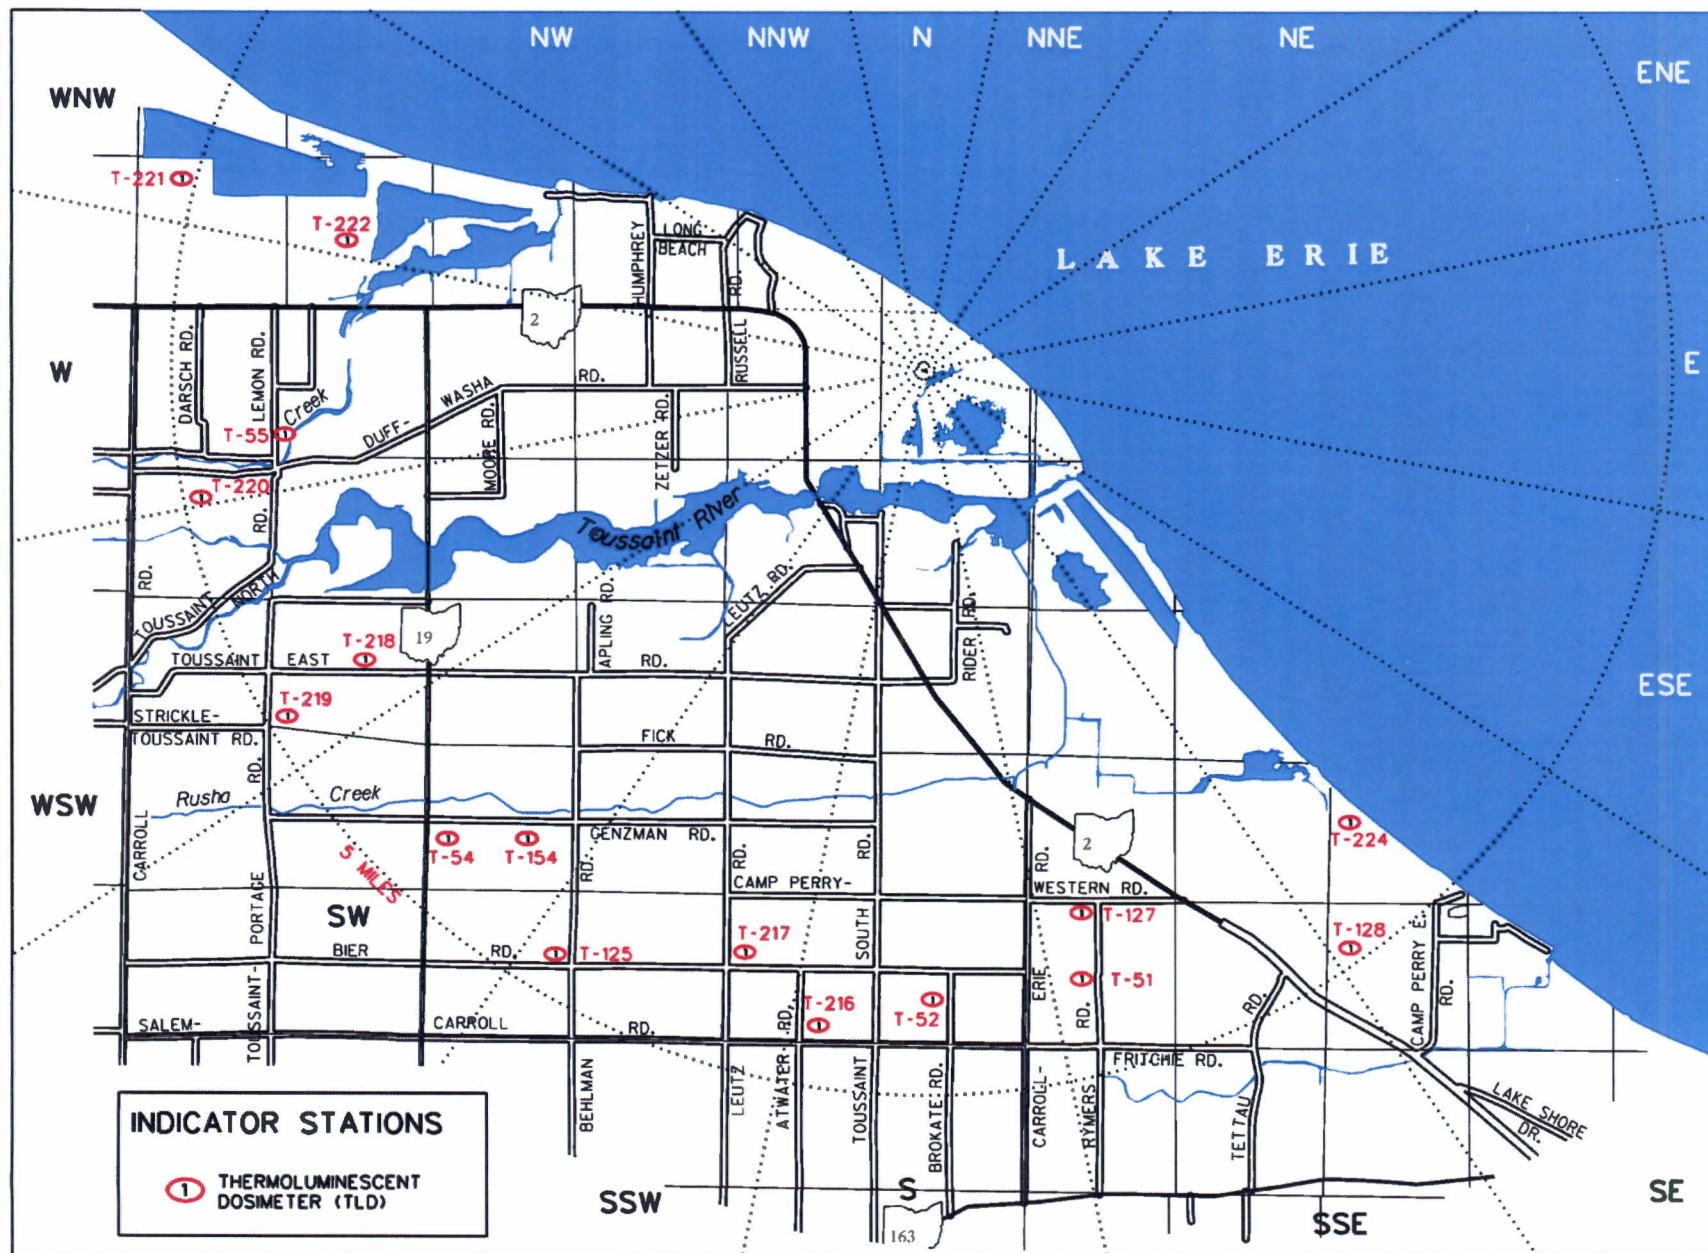 NW
NNW
N
NNE
NE
ENE
WNW
T-221
T-222
HUMPHREY
LONG
BEACH
LAKE ERIE
2
RUSSELL RD.
W
DARSCH RD.
LEMON RD.
Creek
DUFF-
WASHA
RD.
MOORE RD.
ZETZER RD.
E
T-55
T-220
Toussaint River
RD.
TOUSSAINT
NORTH
RD.
T-218
19
APLING RD.
LEUTZ RD.
RIDER RD.
TOUSSAINT
EAST
RD.
ESE
T-219
STRICKLE-
TOUSSAINT RD.
FICK
RD.
WSW
Rusha
Creek
CARROLL
T-54
T-154
GENZMAN RD.
5 MILES
RD.
RD.
RD.
CAMP PERRY-
WESTERN RD.
2
T-224
SW
BIER
RD.
T-125
T-217
SOUTH
T-127
T-128
CAMP PERRY E.
RD.
TOUSSAINT-
PORTAGE
RD.
T-216
T-52
ERIE
RD.
T-51
RD.
RD.
SALEM-
CARROLL
RD.
FRITCHIE RD.
BEHLMAN
LEUTZ
ATWATER RD.
TOUSSAINT
BROKATE RD.
CARROLL-
RYMERS
TETTAU
LAKE SHORE
DR.
INDICATOR STATIONS
1 THERMOLUMINESCENT
DOSIMETER (TLD)
SSW
S
163
SSE
SE